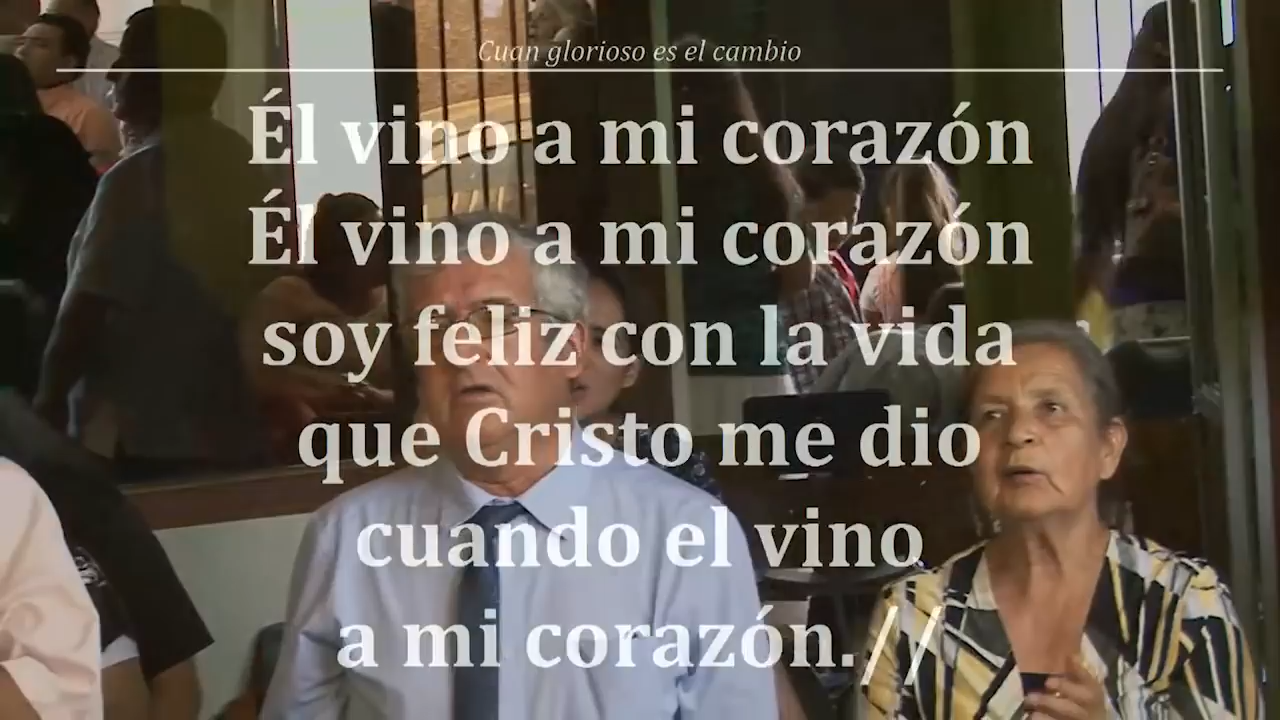 Cuan glorioso es el cambio
Él vino a mi corazón
Él vino a mi corazón
soy feliz con la vida
que Cristo me dio
cuando el vino
a mi corazón. //